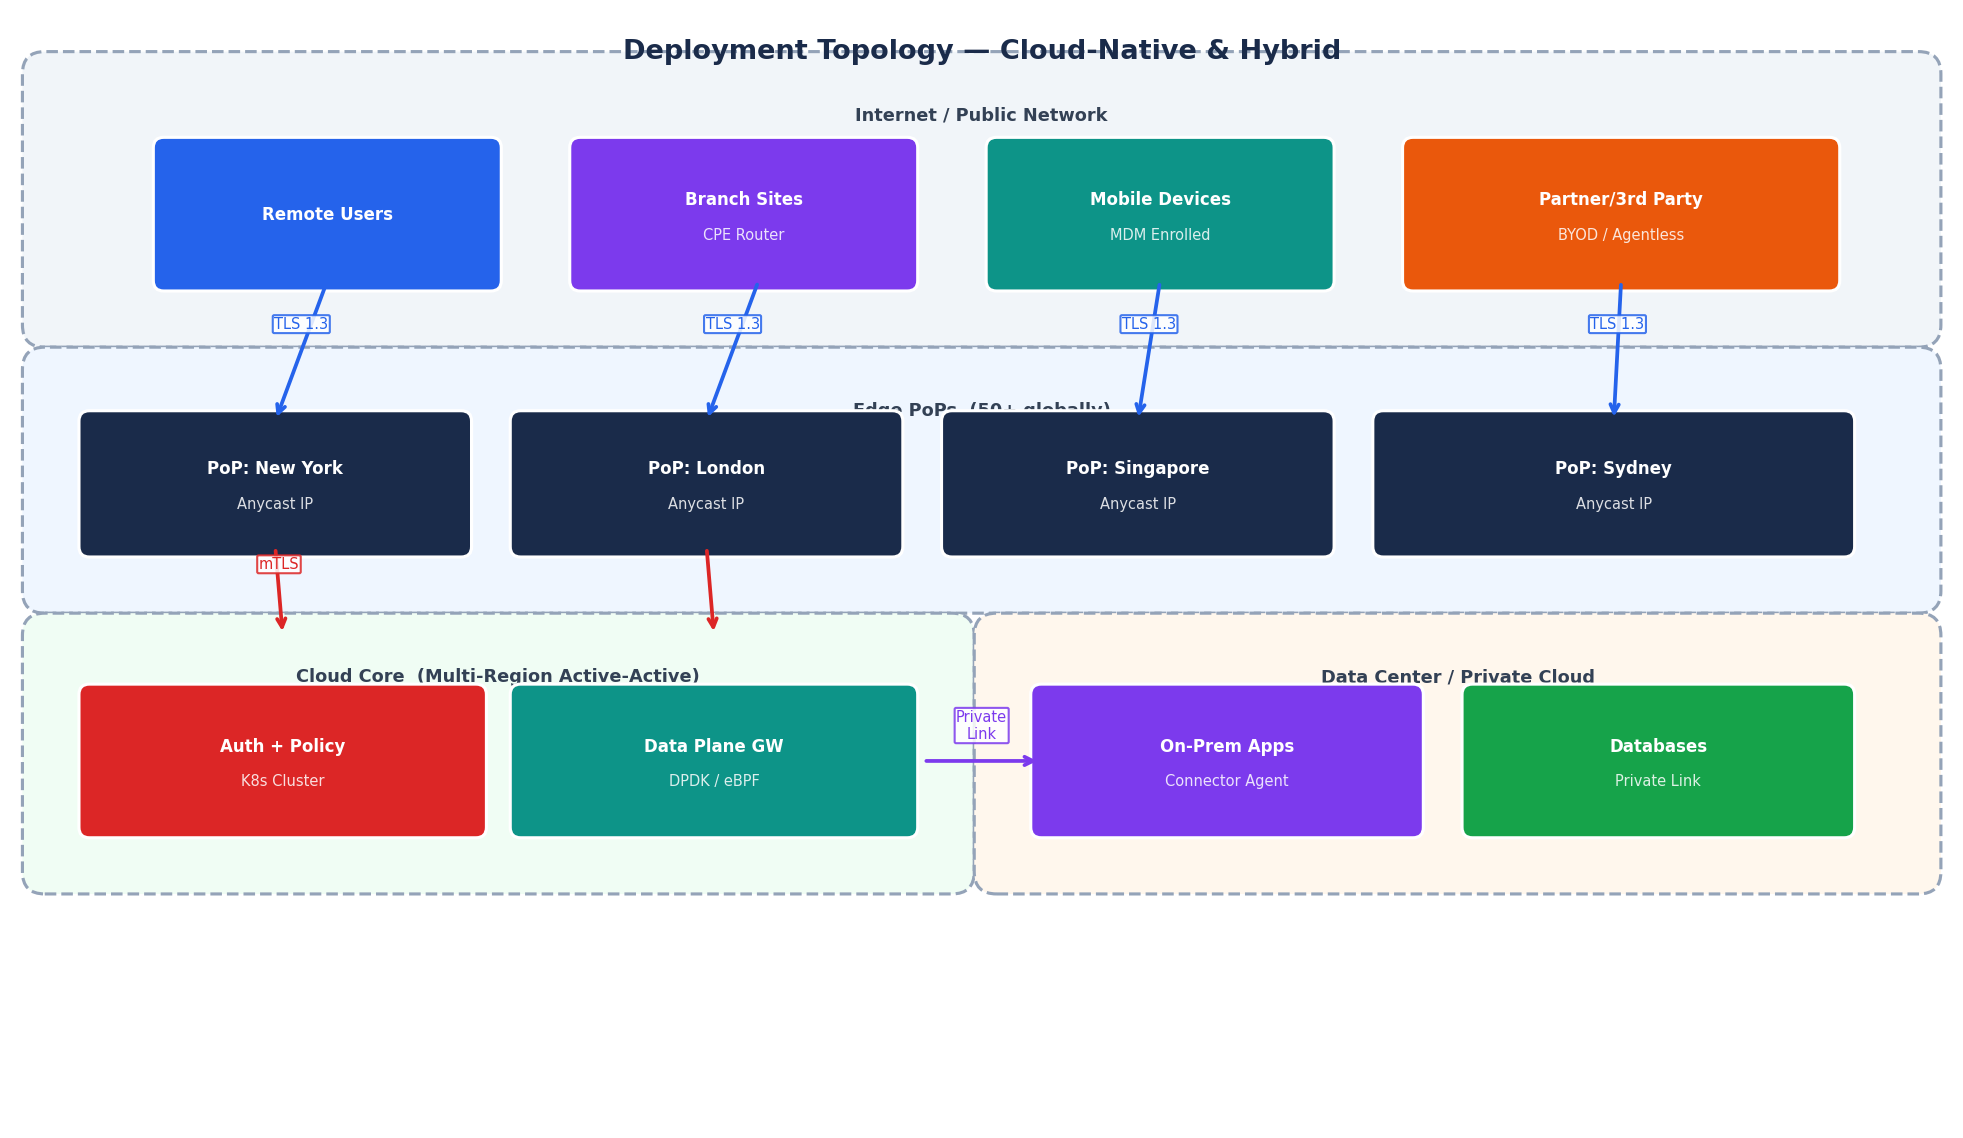 Deployment Topology — Cloud-Native & Hybrid
Internet / Public Network
Remote Users
Branch Sites
CPE Router
Mobile Devices
MDM Enrolled
Partner/3rd Party
BYOD / Agentless
TLS 1.3
TLS 1.3
TLS 1.3
TLS 1.3
Edge PoPs  (50+ globally)
PoP: New York
Anycast IP
PoP: London
Anycast IP
PoP: Singapore
Anycast IP
PoP: Sydney
Anycast IP
mTLS
Cloud Core  (Multi-Region Active-Active)
Auth + Policy
K8s Cluster
Data Plane GW
DPDK / eBPF
Private
Link
Data Center / Private Cloud
On-Prem Apps
Connector Agent
Databases
Private Link